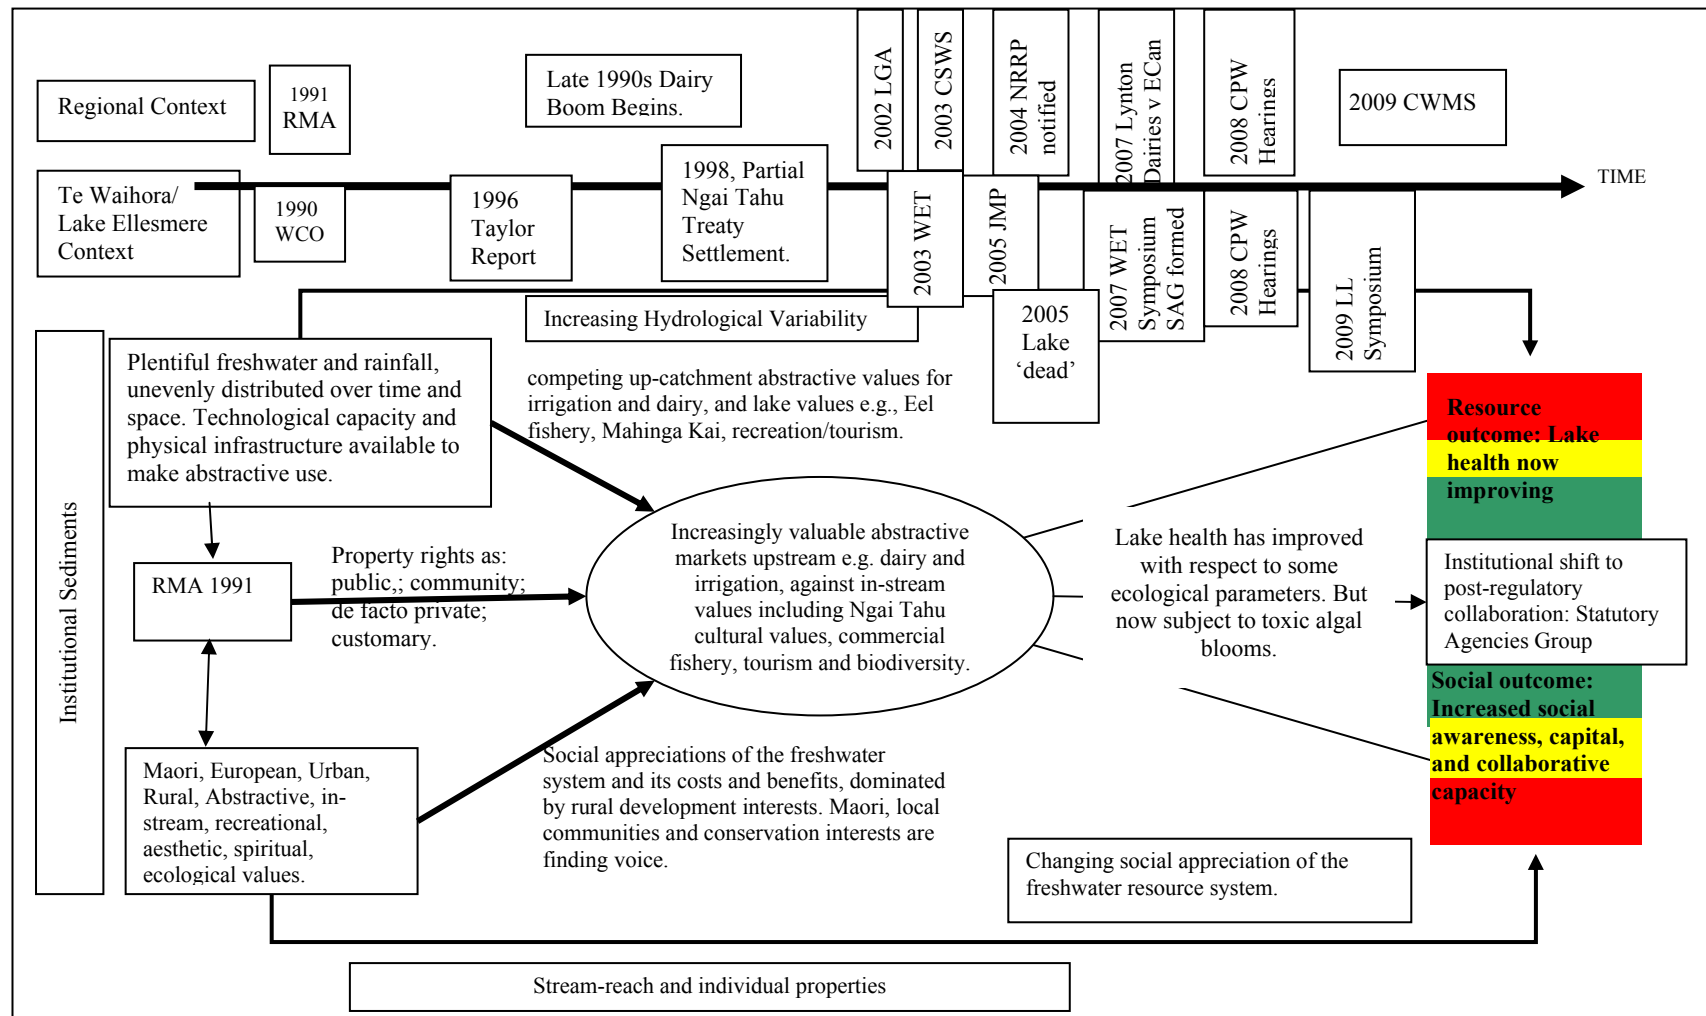 Regional Context
1991
RMA
Late 1990s Dairy
Boom Begins.
2002 LGA
2003 CSWS
2004 NRRP
notified
2007 Lynton
Dairies v ECan
2008 CPW
Hearings
2009 CWMS
TIME
Te Waihora/
Lake Ellesmere
Context
1990
WCO
1996
Taylor
Report
1998, Partial
Ngai Tahu
Treaty
Settlement.
2003 WET
2005 JMP
2005
Lake
‘dead’
2007 WET
Symposium
SAG formed
2008 CPW
Hearings
2009 LL
Symposium
Increasing Hydrological Variability
Institutional Sediments
Plentiful freshwater and rainfall,
unevenly distributed over time and
space. Technological capacity and
physical infrastructure available to
make abstractive use.
competing up-catchment abstractive values for
irrigation and dairy, and lake values e.g., Eel
fishery, Mahinga Kai, recreation/tourism.
RMA 1991
Property rights as:
public,; community;
de facto private;
customary.
Increasingly valuable abstractive
markets upstream e.g. dairy and
irrigation, against in-stream
values including Ngai Tahu
cultural values, commercial
fishery, tourism and biodiversity.
Lake health has improved
with respect to some
ecological parameters. But
now subject to toxic algal
blooms.
Resource
outcome: Lake
health now
improving
Institutional shift to
post-regulatory
collaboration: Statutory
Agencies Group
Social outcome:
Increased social
awareness, capital,
and collaborative
capacity
Maori, European, Urban,
Rural, Abstractive, in-
stream, recreational,
aesthetic, spiritual,
ecological values.
Social appreciations of the freshwater
system and its costs and benefits, dominated
by rural development interests. Maori, local
communities and conservation interests are
finding voice.
Changing social appreciation of the
freshwater resource system.
Stream-reach and individual properties